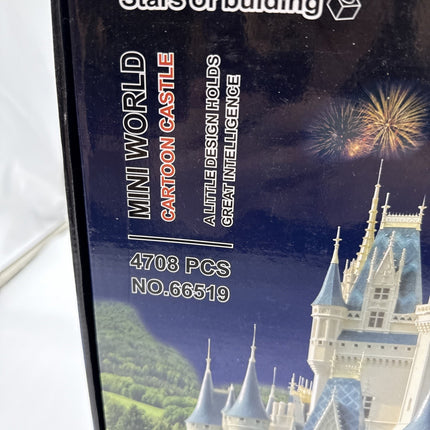 Stars of building
MINI WORLD
CARTOON CASTLE
A LITTLE DESIGN HOLDS
GREAT INTELLIGENCE
4708 PCS
NO.66519